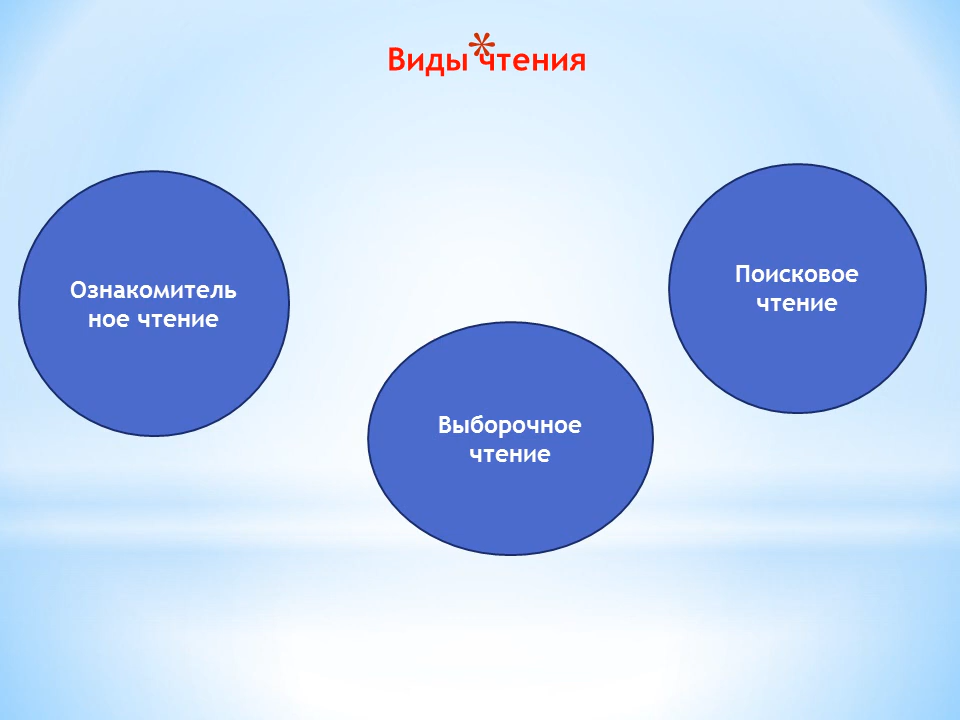 Виды чтения
Ознакомитель
ное чтение
Выборочное
чтение
Поисковое
чтение